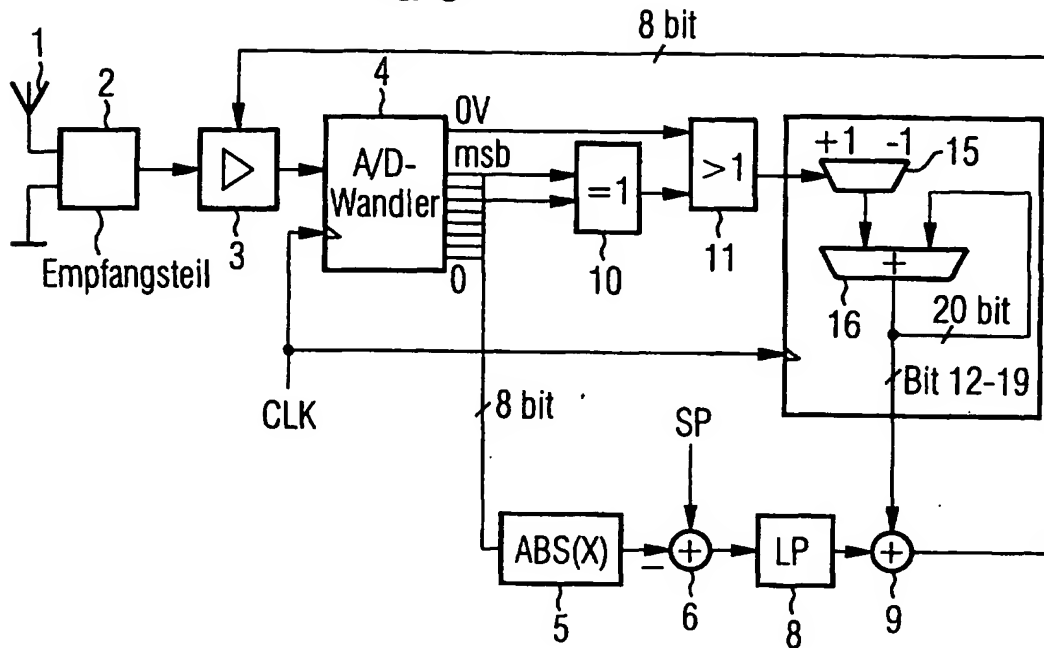 8 bit
1
2
4
0V
msb
A/D-
Wandler
0
3
Empfangsteil
=1
10
>1
11
+1 -1
15
+
16
20 bit
Bit 12-19
CLK
8 bit
SP
ABS(X)
5
−
+
6
LP
8
+
9